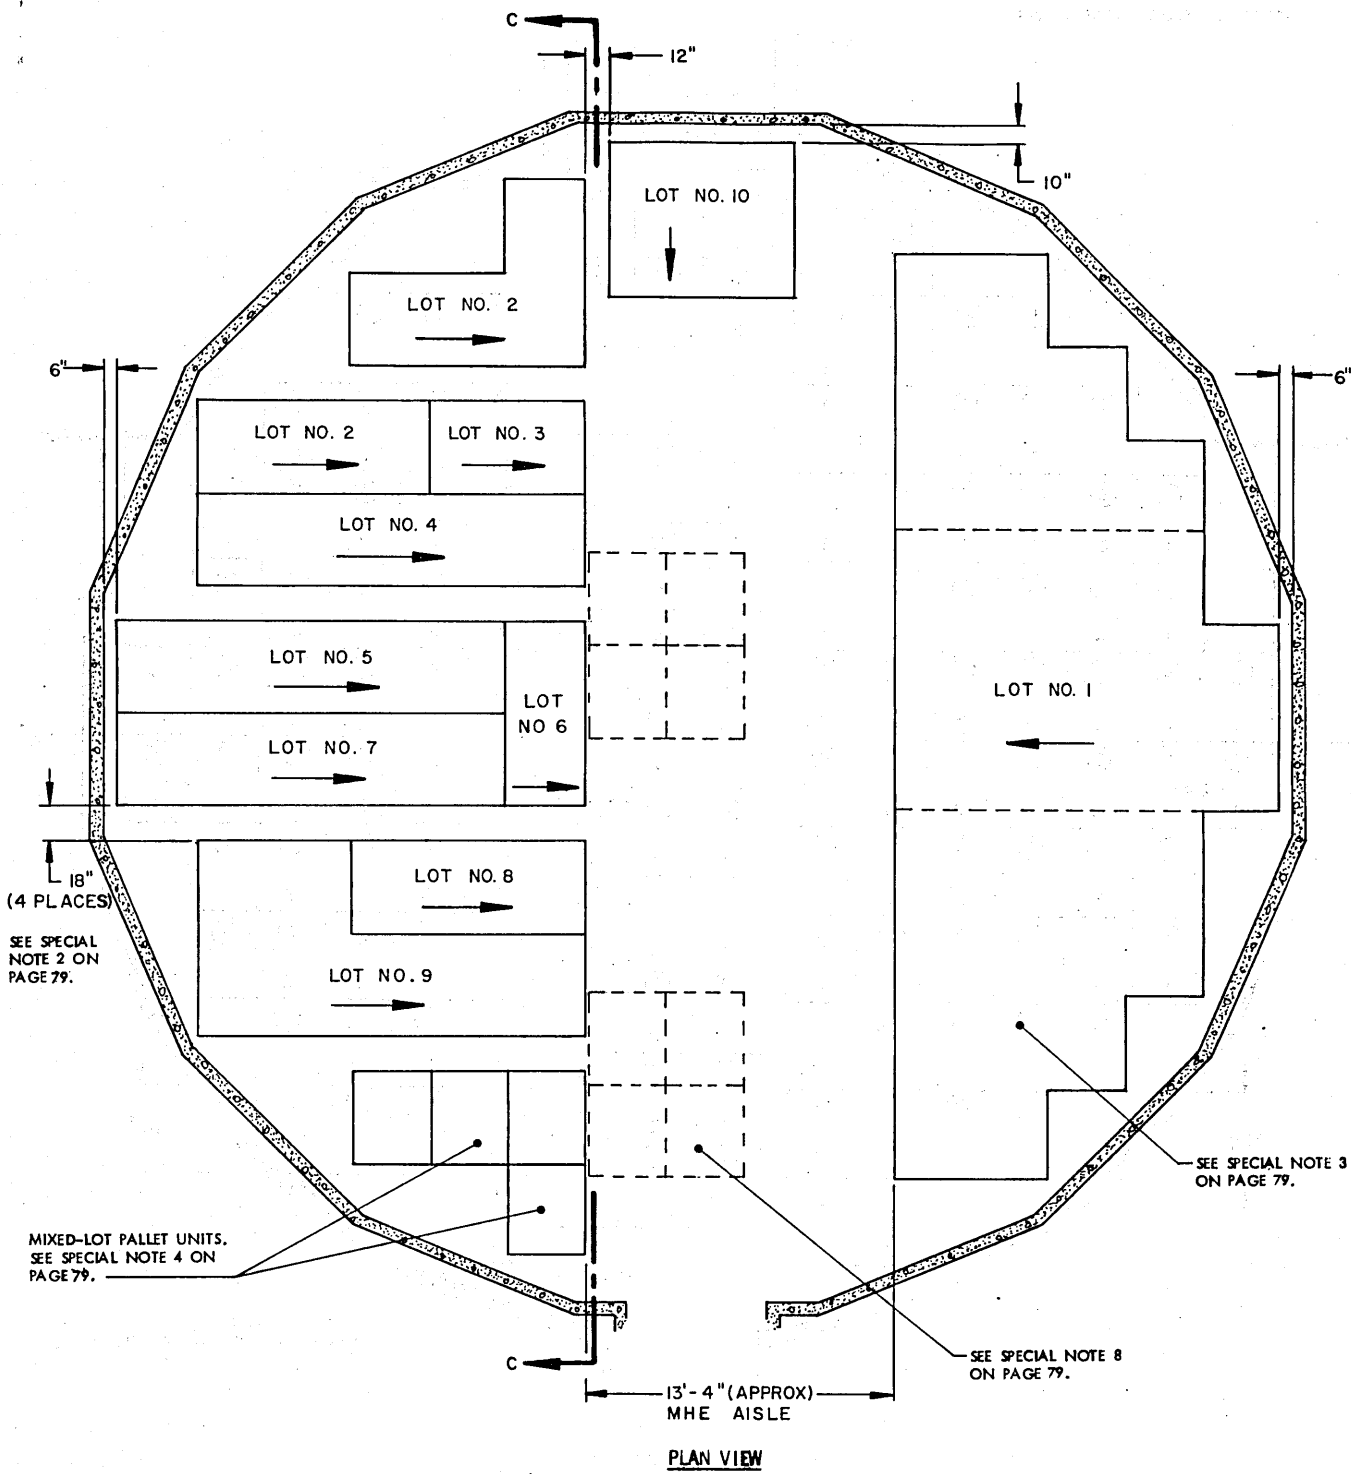 C
12"
10"
LOT NO. 10
LOT NO. 2
6"
6"
LOT NO. 2
LOT NO. 3
LOT NO. 4
LOT NO. 5
LOT
NO 6
LOT NO. 7
LOT NO. 1
18"
(4 PLACES)
SEE SPECIAL
NOTE 2 ON
PAGE 79.
LOT NO. 8
LOT NO. 9
SEE SPECIAL NOTE 3
ON PAGE 79.
MIXED-LOT PALLET UNITS.
SEE SPECIAL NOTE 4 ON
PAGE 79.
SEE SPECIAL NOTE 8
ON PAGE 79.
C
13'-4" (APPROX)
MHE AISLE
PLAN VIEW